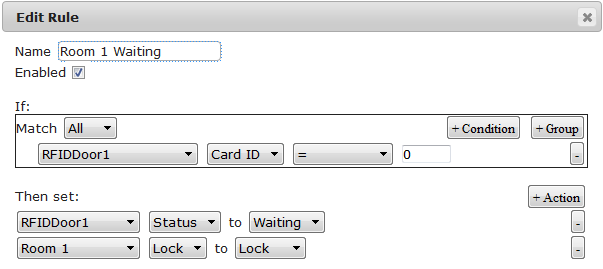 Edit Rule
Name Room 1 Waiting
Enabled
If:
Match All + Condition + Group
RFIDDoor1 Card ID = 0 -
Then set: + Action
RFIDDoor1 Status to Waiting -
Room 1 Lock to Lock -